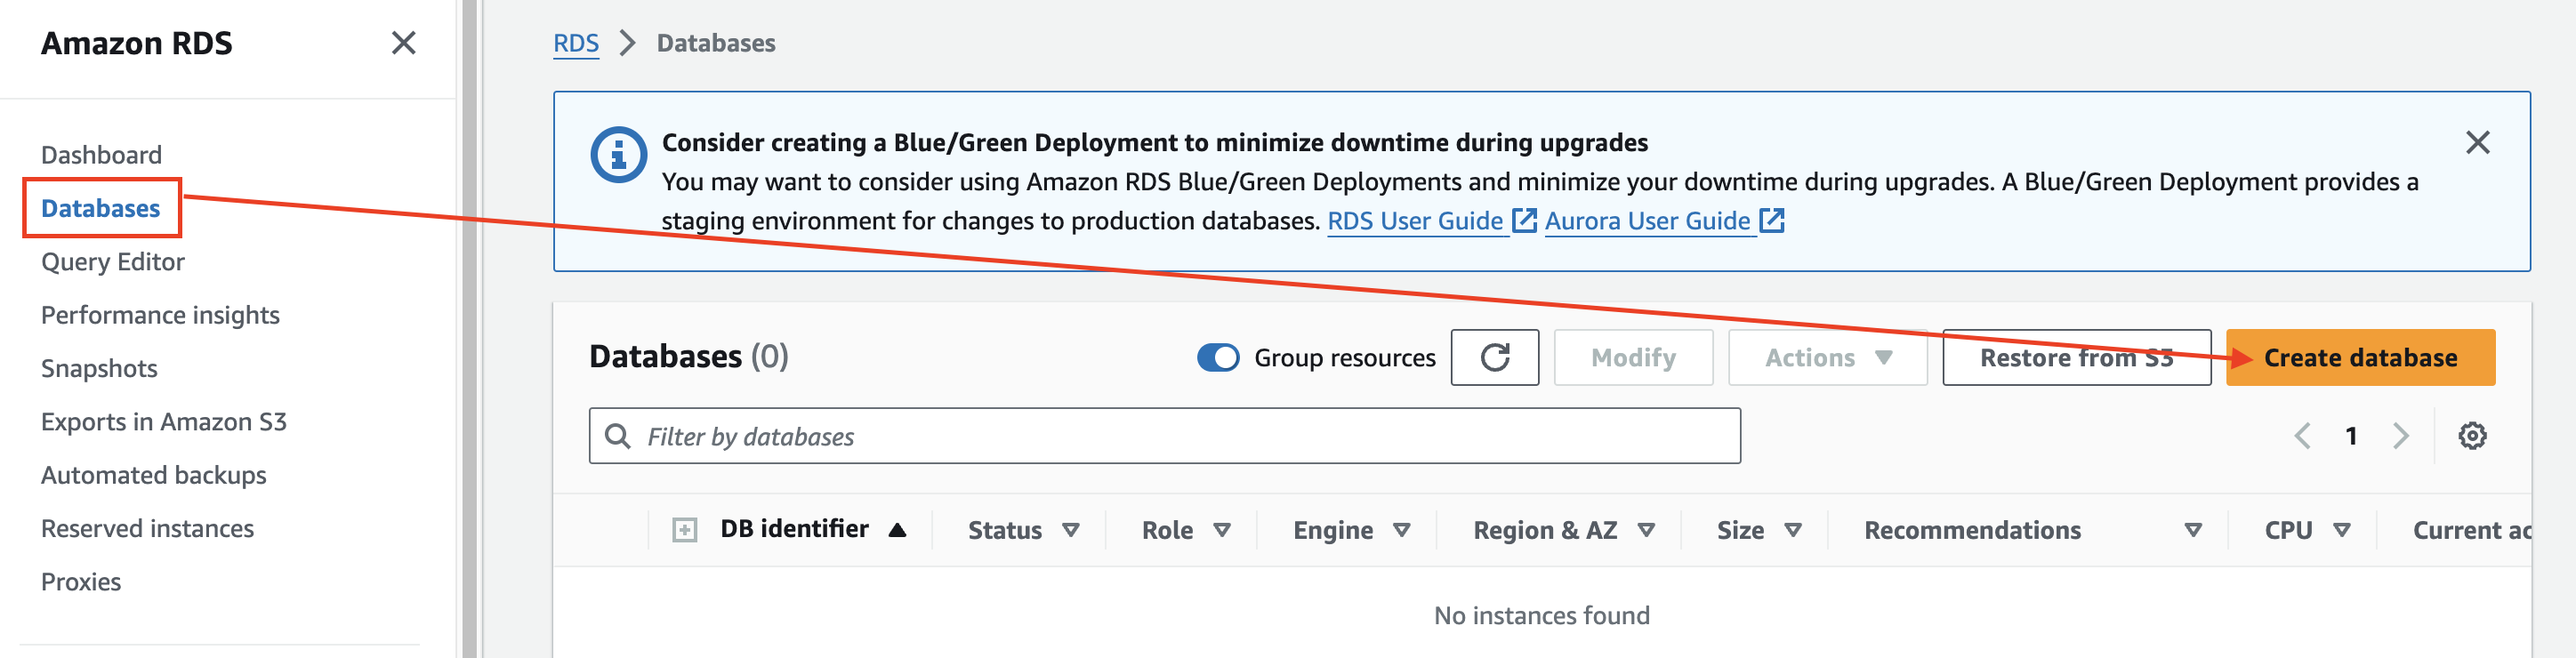 Amazon RDS
Dashboard
Databases
Query Editor
Performance insights
Snapshots
Exports in Amazon S3
Automated backups
Reserved instances
Proxies
RDS > Databases
Consider creating a Blue/Green Deployment to minimize downtime during upgrades
You may want to consider using Amazon RDS Blue/Green Deployments and minimize your downtime during upgrades. A Blue/Green Deployment provides a
staging environment for changes to production databases. RDS User Guide Aurora User Guide
Databases (0)
Group resources
Modify
Actions
Restore from S3
Create database
Filter by databases
1
DB identifier Status Role Engine Region & AZ Size Recommendations CPU Current ac
No instances found